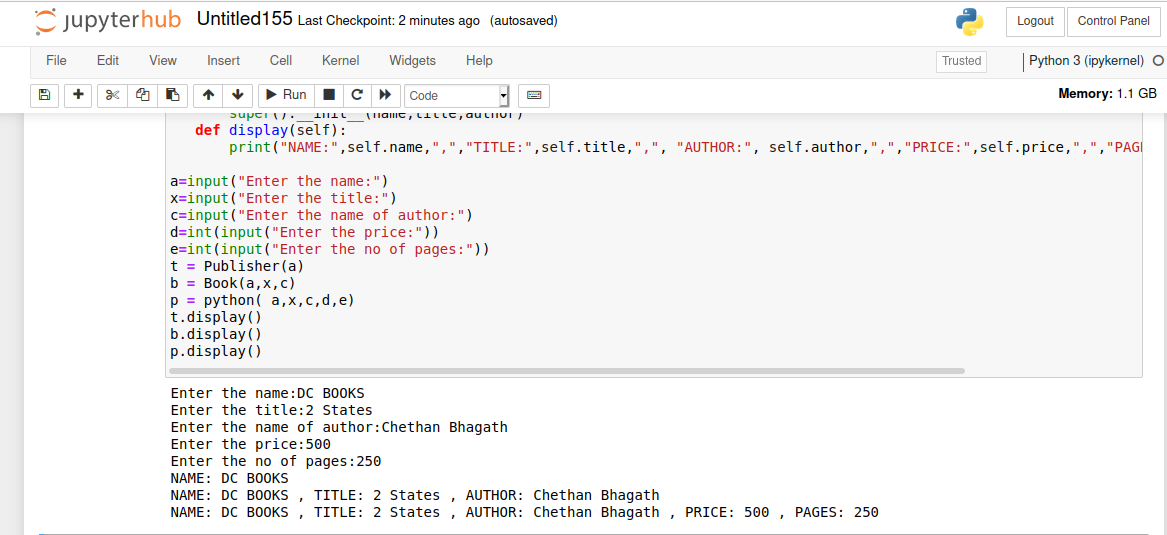 jupyterhub Untitled155 Last Checkpoint: 2 minutes ago (autosaved) Logout Control Panel
File Edit View Insert Cell Kernel Widgets Help Trusted Python 3 (ipykernel)
Run Code Memory: 1.1 GB
super().__init__(name,title,author)
def display(self):
print("NAME:",self.name,",","TITLE:",self.title,",", "AUTHOR:", self.author,",","PRICE:",self.price,",","PAG
a=input("Enter the name:")
x=input("Enter the title:")
c=input("Enter the name of author:")
d=int(input("Enter the price:"))
e=int(input("Enter the no of pages:"))
t = Publisher(a)
b = Book(a,x,c)
p = python( a,x,c,d,e)
t.display()
b.display()
p.display()
Enter the name:DC BOOKS
Enter the title:2 States
Enter the name of author:Chethan Bhagath
Enter the price:500
Enter the no of pages:250
NAME: DC BOOKS
NAME: DC BOOKS , TITLE: 2 States , AUTHOR: Chethan Bhagath
NAME: DC BOOKS , TITLE: 2 States , AUTHOR: Chethan Bhagath , PRICE: 500 , PAGES: 250